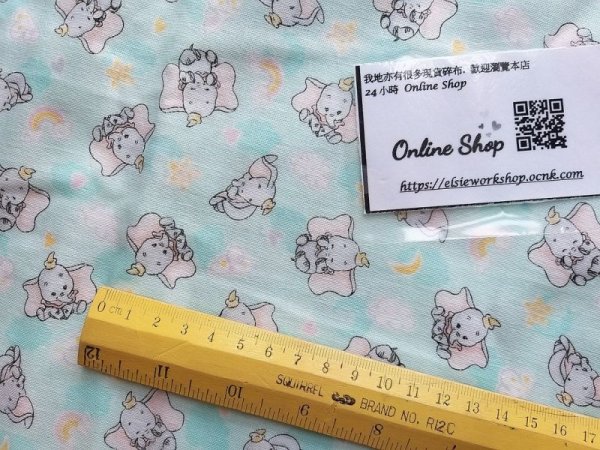 我地亦有很多現貨碎布, 歡迎瀏覽本店
24 小時 Online Shop
Online Shop
https://elsieworkshop.ocnk.com
0 CM 1 2 3 4 5 6 7 8 9 10 11 12 13 14 15 16 17
12 11 10 9 8 7
SQUIRREL BRAND NO. R12C